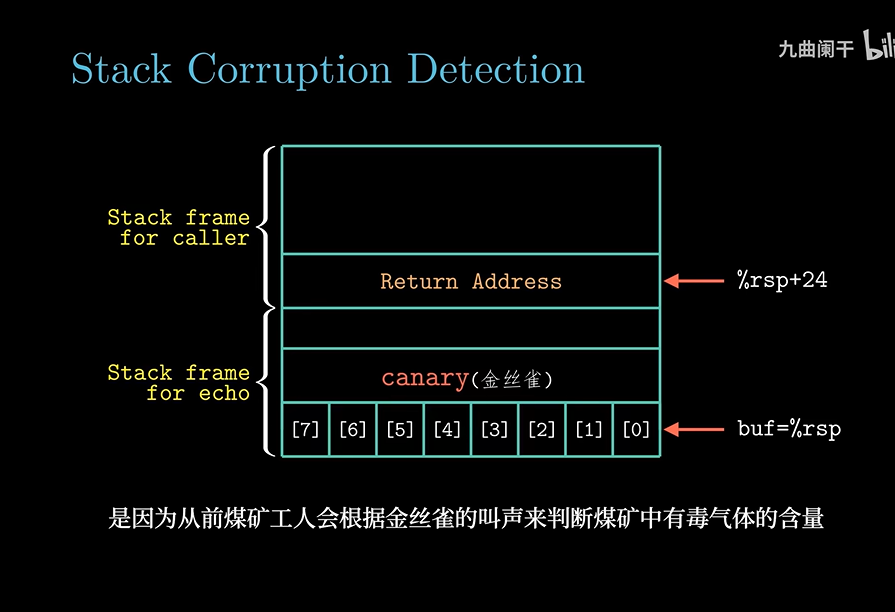 九曲阑干
Stack Corruption Detection
Stack frame
for caller
Return Address
%rsp+24
Stack frame
for echo
canary(金丝雀)
[7] [6] [5] [4] [3] [2] [1] [0]
buf=%rsp
是因为从前煤矿工人会根据金丝雀的叫声来判断煤矿中有毒气体的含量